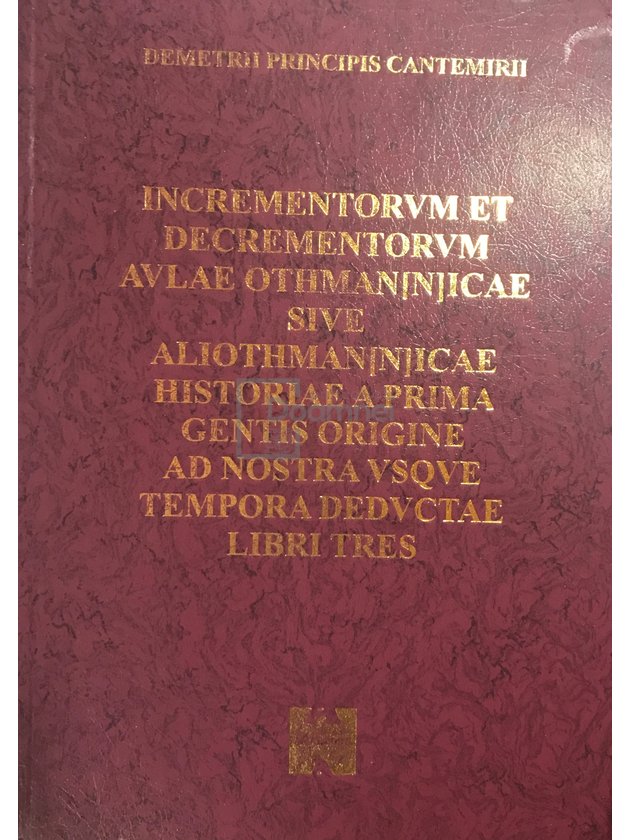 DEMETRII PRINCIPIS CANTEMIRII
INCREMENTORVM ET
DECREMENTORVM
AVLAE OTHMAN[N]ICAE
SIVE
ALIOTHMAN[N]ICAE
HISTORIAE A PRIMA
GENTIS ORIGINE
AD NOSTRA VSQVE
TEMPORA DEDVCTAE
LIBRI TRES